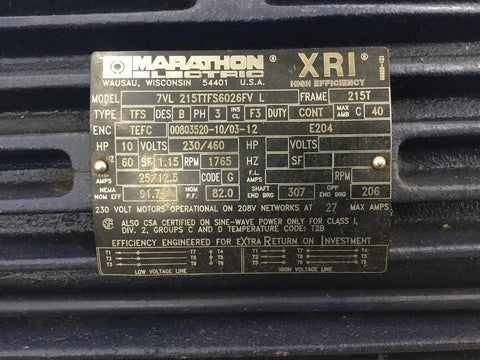 MARATHON® XRI®
ELECTRIC HIGH EFFICIENCY
WAUSAU, WISCONSIN 54401 U.S.A.
MODEL 7VL 215TTFS6026FV L FRAME 215T
TYPE TFS DES B PH 3 INS CL F3 DUTY CONT MAX AMB C 40
ENC TEFC 00803520-10/03-12 E204
HP 10 VOLTS 230/460 HP VOLTS
HZ 60 SF 1.15 RPM 1765 HZ SF RPM
F.L. AMPS 25/12.5 CODE G F.L. AMPS
NEMA NOM EFF 91.7 NOM P.F. 82.0 SHAFT END BRG 307 OPP END BRG 206
230 VOLT MOTORS OPERATIONAL ON 208V NETWORKS AT 27 MAX AMPS
ALSO CSA CERTIFIED ON SINE-WAVE POWER ONLY FOR CLASS I,
DIV. 2, GROUPS C AND D TEMPERATURE CODE: T2B
EFFICIENCY ENGINEERED FOR EXTRA RETURN ON INVESTMENT
LOW VOLTAGE LINE HIGH VOLTAGE LINE